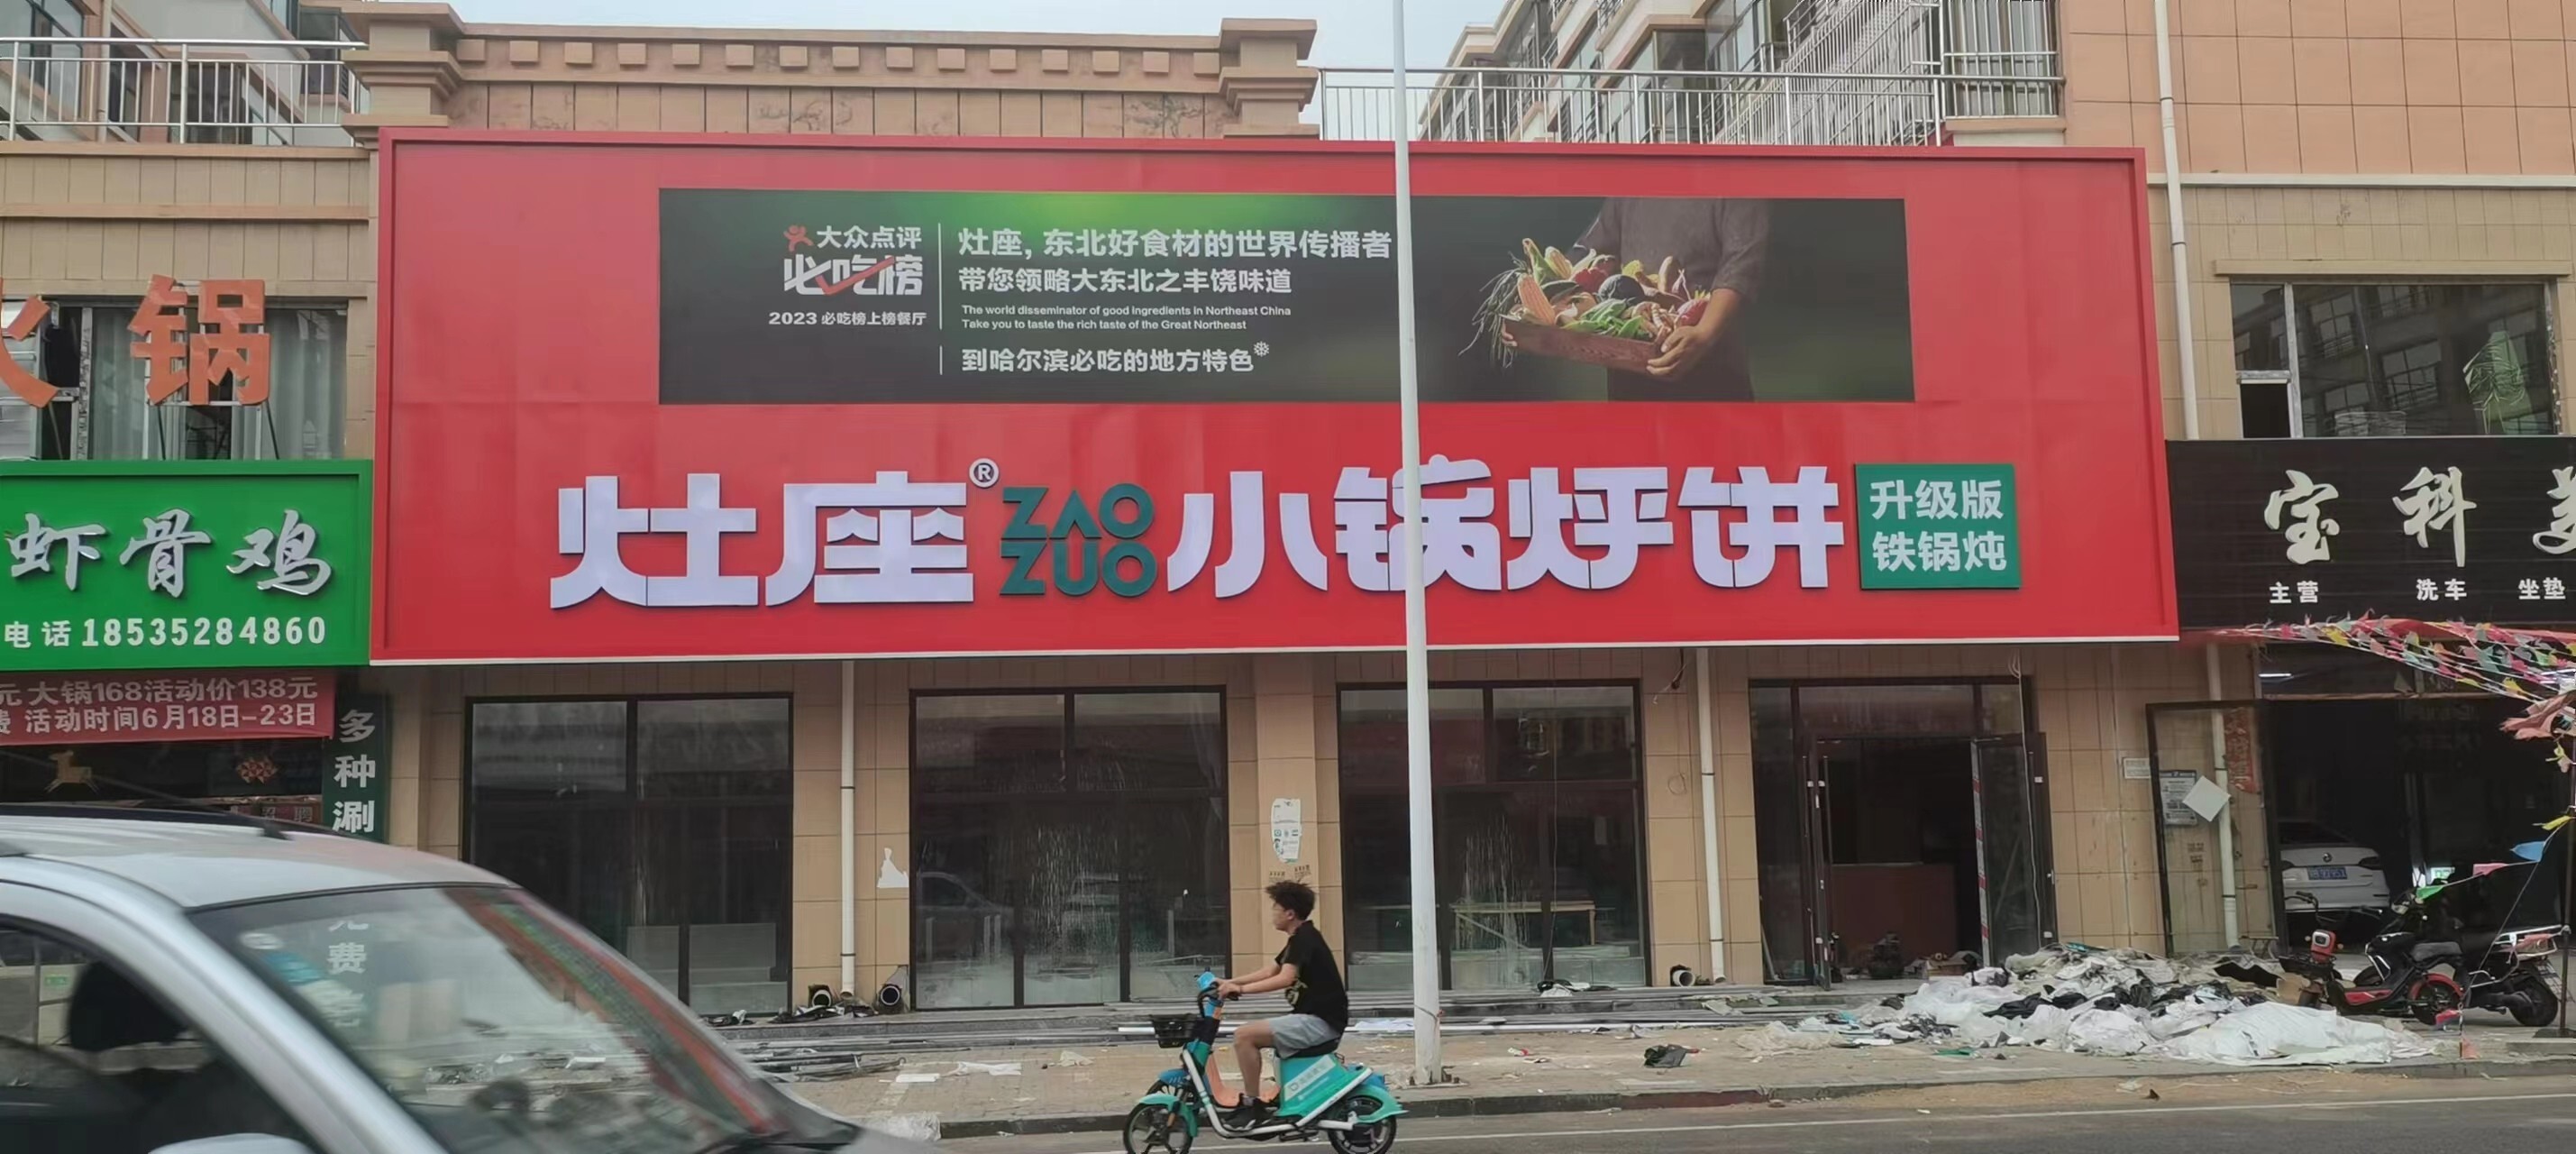 大众点评
必吃榜
2023 必吃榜上榜餐厅
灶座，东北好食材的世界传播者
带您领略大东北之丰饶味道
The world disseminator of good ingredients in Northeast China
Take you to taste the rich taste of the Great Northeast
到哈尔滨必吃的地方特色
灶座®
ZAO
ZUO
小锅烀饼
升级版
铁锅炖
火锅
虾骨鸡
电话18535284860
元 大锅168活动价138元
费 活动时间6月18日-23日
多种涮
免费
宝科
主营 洗车 坐垫